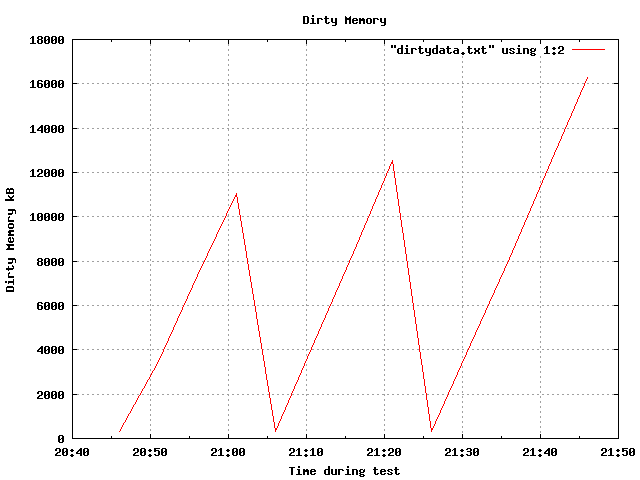 Dirty Memory
"dirtydata.txt" using 1:2
18000
16000
14000
12000
10000
8000
6000
4000
2000
0
Dirty Memory kB
20:40 20:50 21:00 21:10 21:20 21:30 21:40 21:50
Time during test